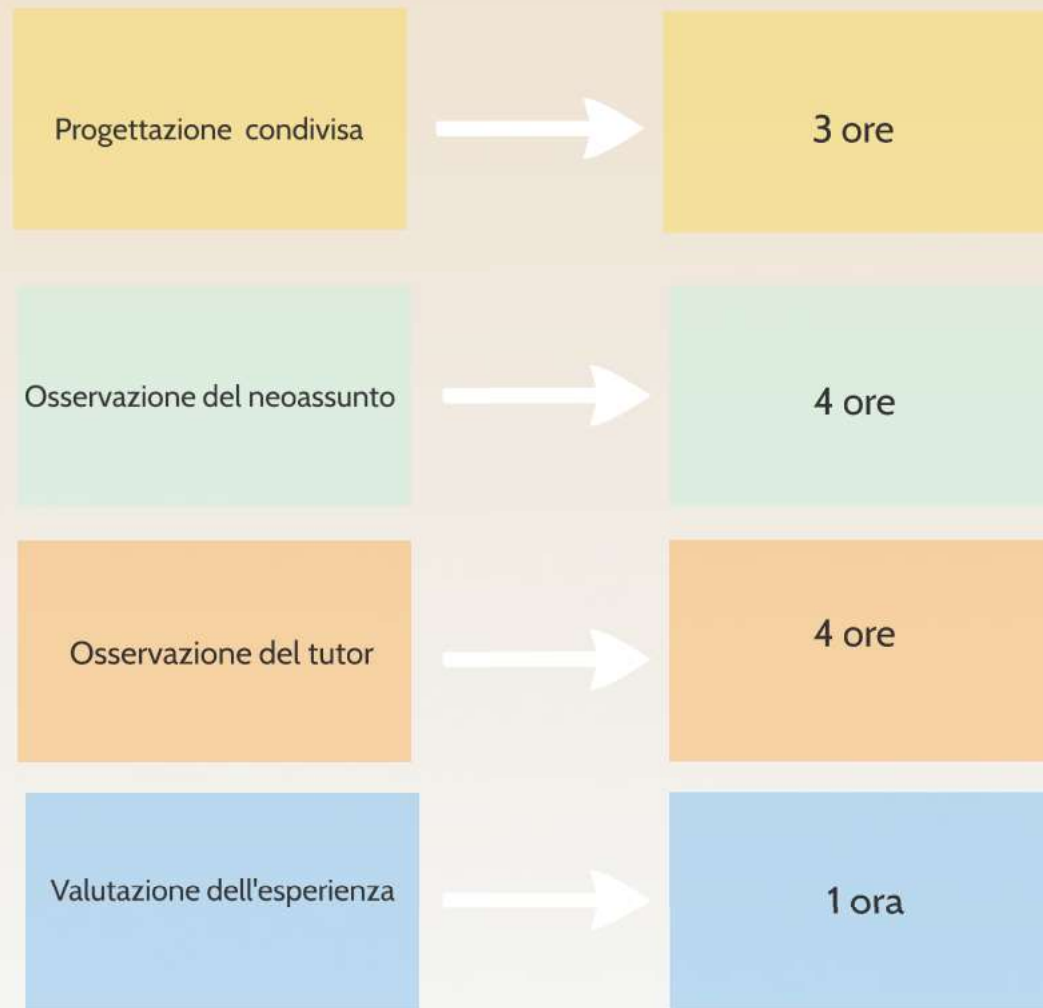 Progettazione condivisa
3 ore
Osservazione del neoassunto
4 ore
Osservazione del tutor
4 ore
Valutazione dell'esperienza
1 ora